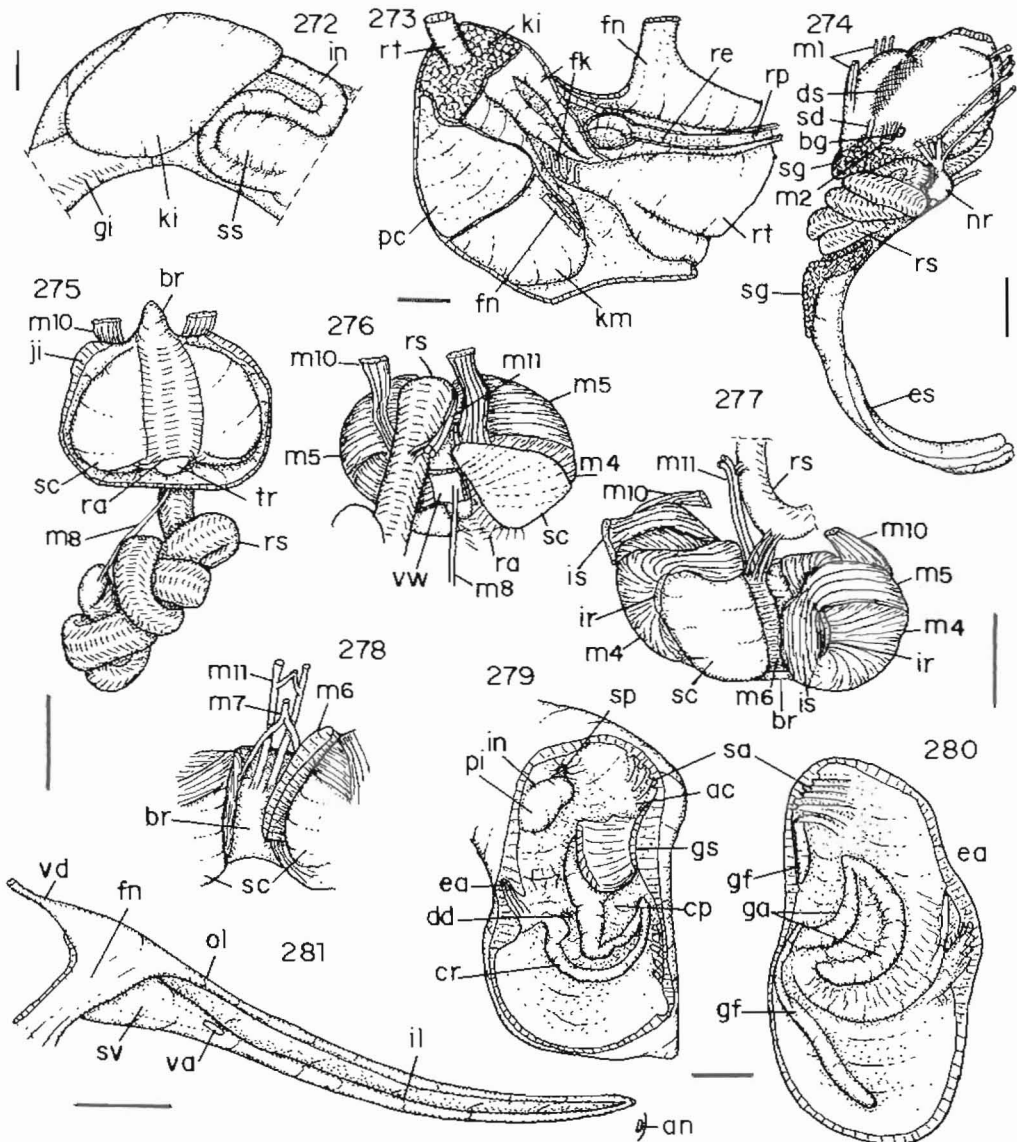 272
in
gi
ki
ss
273
rt
ki
fk
fn
re
rp
pc
fn
km
rt
274
m1
ds
sd
bg
sg
m2
nr
rs
sg
es
275
br
m10
ji
sc
ra
tr
m8
rs
276
rs
m10
m11
m5
m5
m4
sc
vw
m8
ra
277
m11
rs
m10
m10
is
m5
ir
m4
m4
ir
sc
m6
br
is
278
m11
m7
m6
br
sc
279
sp
in
pi
sa
ac
gs
ea
dd
cp
cr
280
sa
ea
gf
ga
gf
281
vd
fn
ol
sv
va
il
an